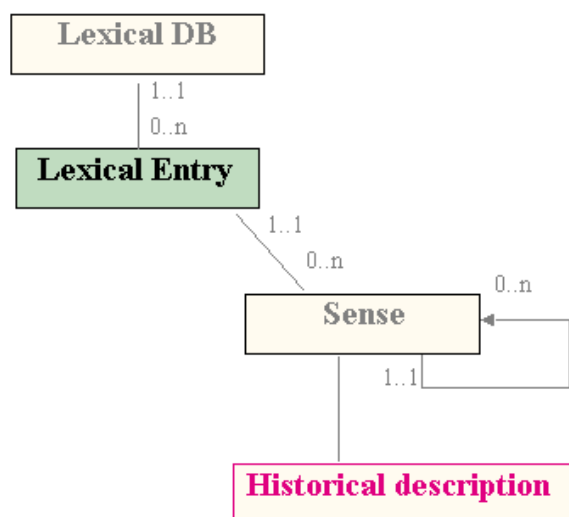 Lexical DB
1..1
0..n
Lexical Entry
1..1
0..n
0..n
Sense
1..1
Historical description